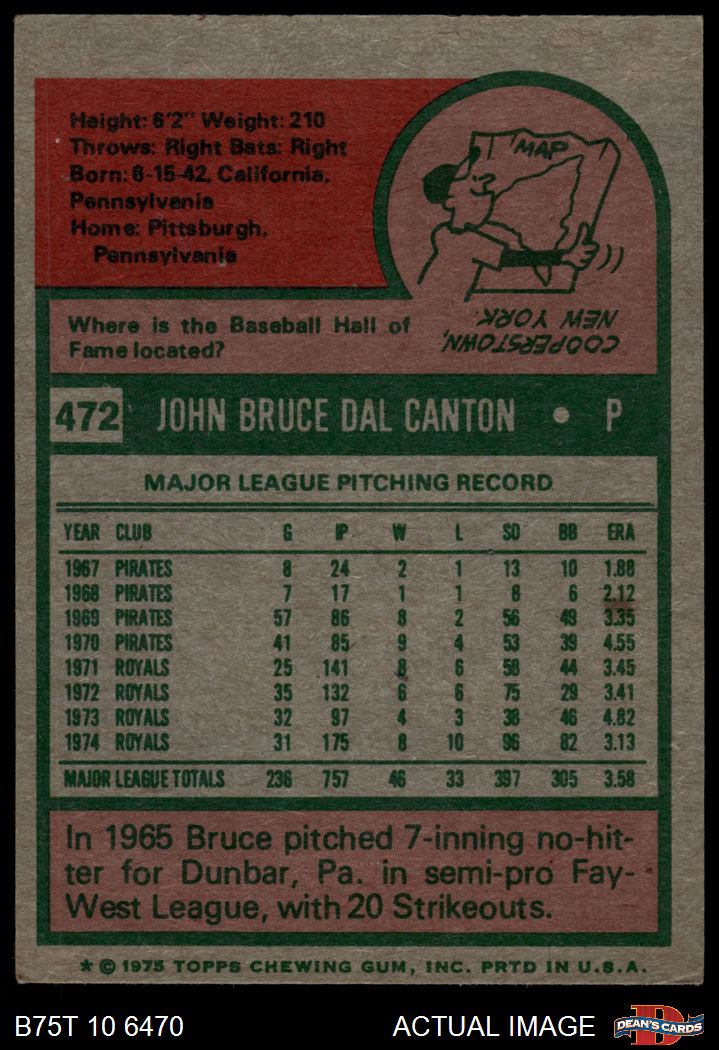 Height: 6'2" Weight: 210
Throws: Right Bats: Right
Born: 6-15-42, California,
Pennsylvania
Home: Pittsburgh,
Pennsylvania
MAP
COOPERSTOWN,
NEW YORK.
Where is the Baseball Hall of
Fame located?
472 JOHN BRUCE DAL CANTON • P
MAJOR LEAGUE PITCHING RECORD
YEAR CLUB G IP W L SO BB ERA
1967 PIRATES 8 24 2 1 13 10 1.88
1968 PIRATES 7 17 1 1 8 6 2.12
1969 PIRATES 57 86 8 2 56 49 3.35
1970 PIRATES 41 85 9 4 53 39 4.55
1971 ROYALS 25 141 8 6 58 44 3.45
1972 ROYALS 35 132 6 6 75 29 3.41
1973 ROYALS 32 97 4 3 38 46 4.82
1974 ROYALS 31 175 8 10 96 82 3.13
MAJOR LEAGUE TOTALS 236 757 46 33 397 305 3.58
In 1965 Bruce pitched 7-inning no-hit-
ter for Dunbar, Pa. in semi-pro Fay-
West League, with 20 Strikeouts.
* © 1975 TOPPS CHEWING GUM, INC. PRTD IN U.S.A.
B75T 10 6470 ACTUAL IMAGE DEAN'S CARDS